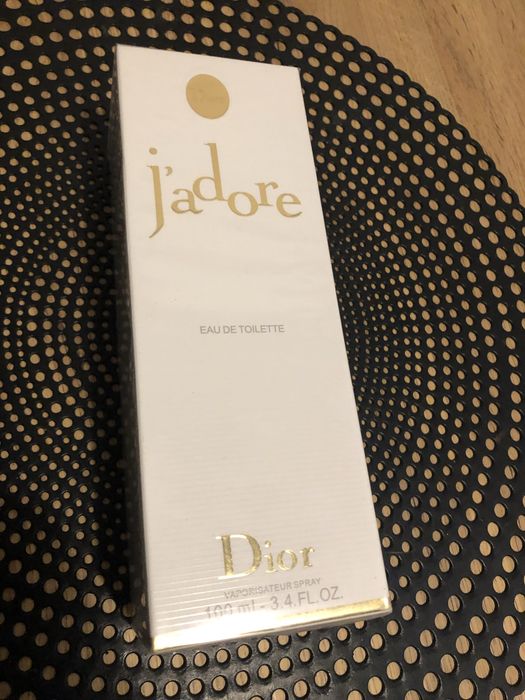 j'adore
EAU DE TOILETTE
Dior
VAPORISATEUR SPRAY
100 ml - 3.4.FL.OZ.